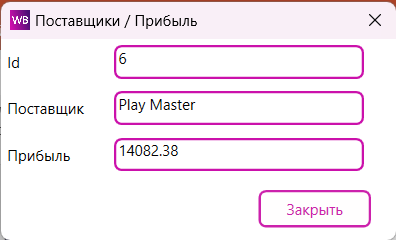 WB Поставщики / Прибыль
Id 6
Поставщик Play Master
Прибыль 14082.38
Закрыть